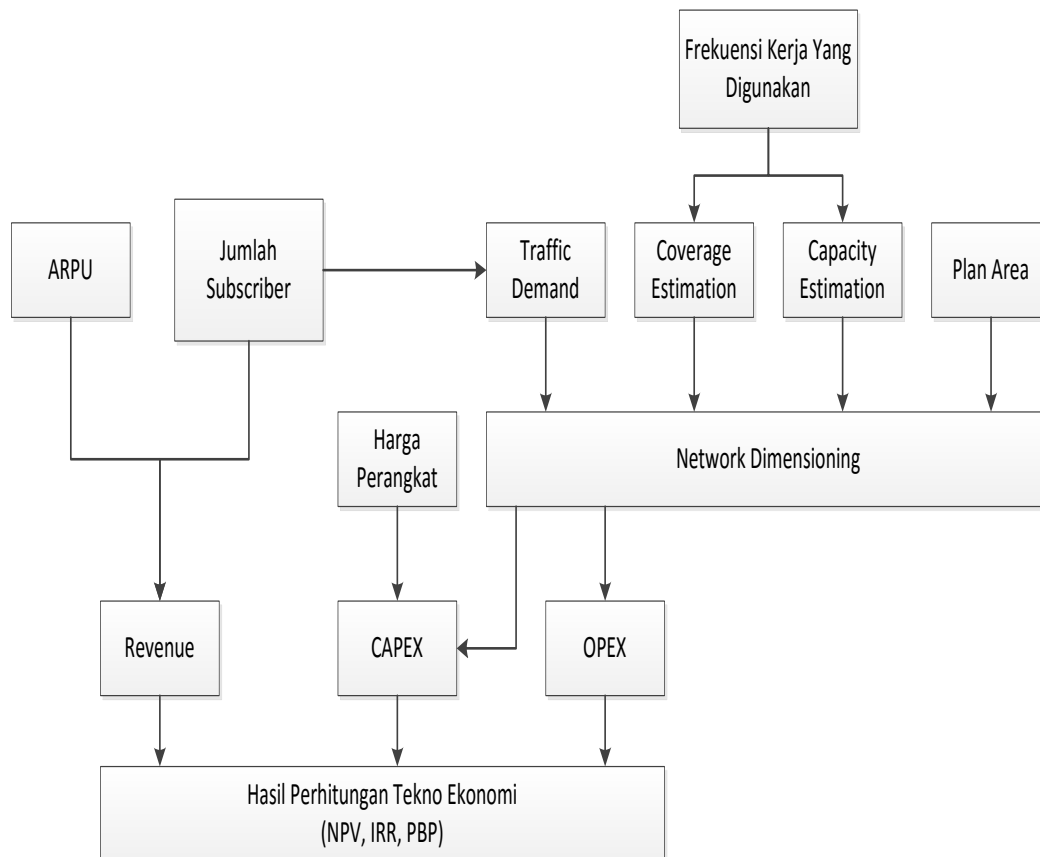 Frekuensi Kerja Yang
Digunakan
ARPU
Jumlah
Subscriber
Traffic
Demand
Coverage
Estimation
Capacity
Estimation
Plan Area
Harga
Perangkat
Network Dimensioning
Revenue
CAPEX
OPEX
Hasil Perhitungan Tekno Ekonomi
(NPV, IRR, PBP)